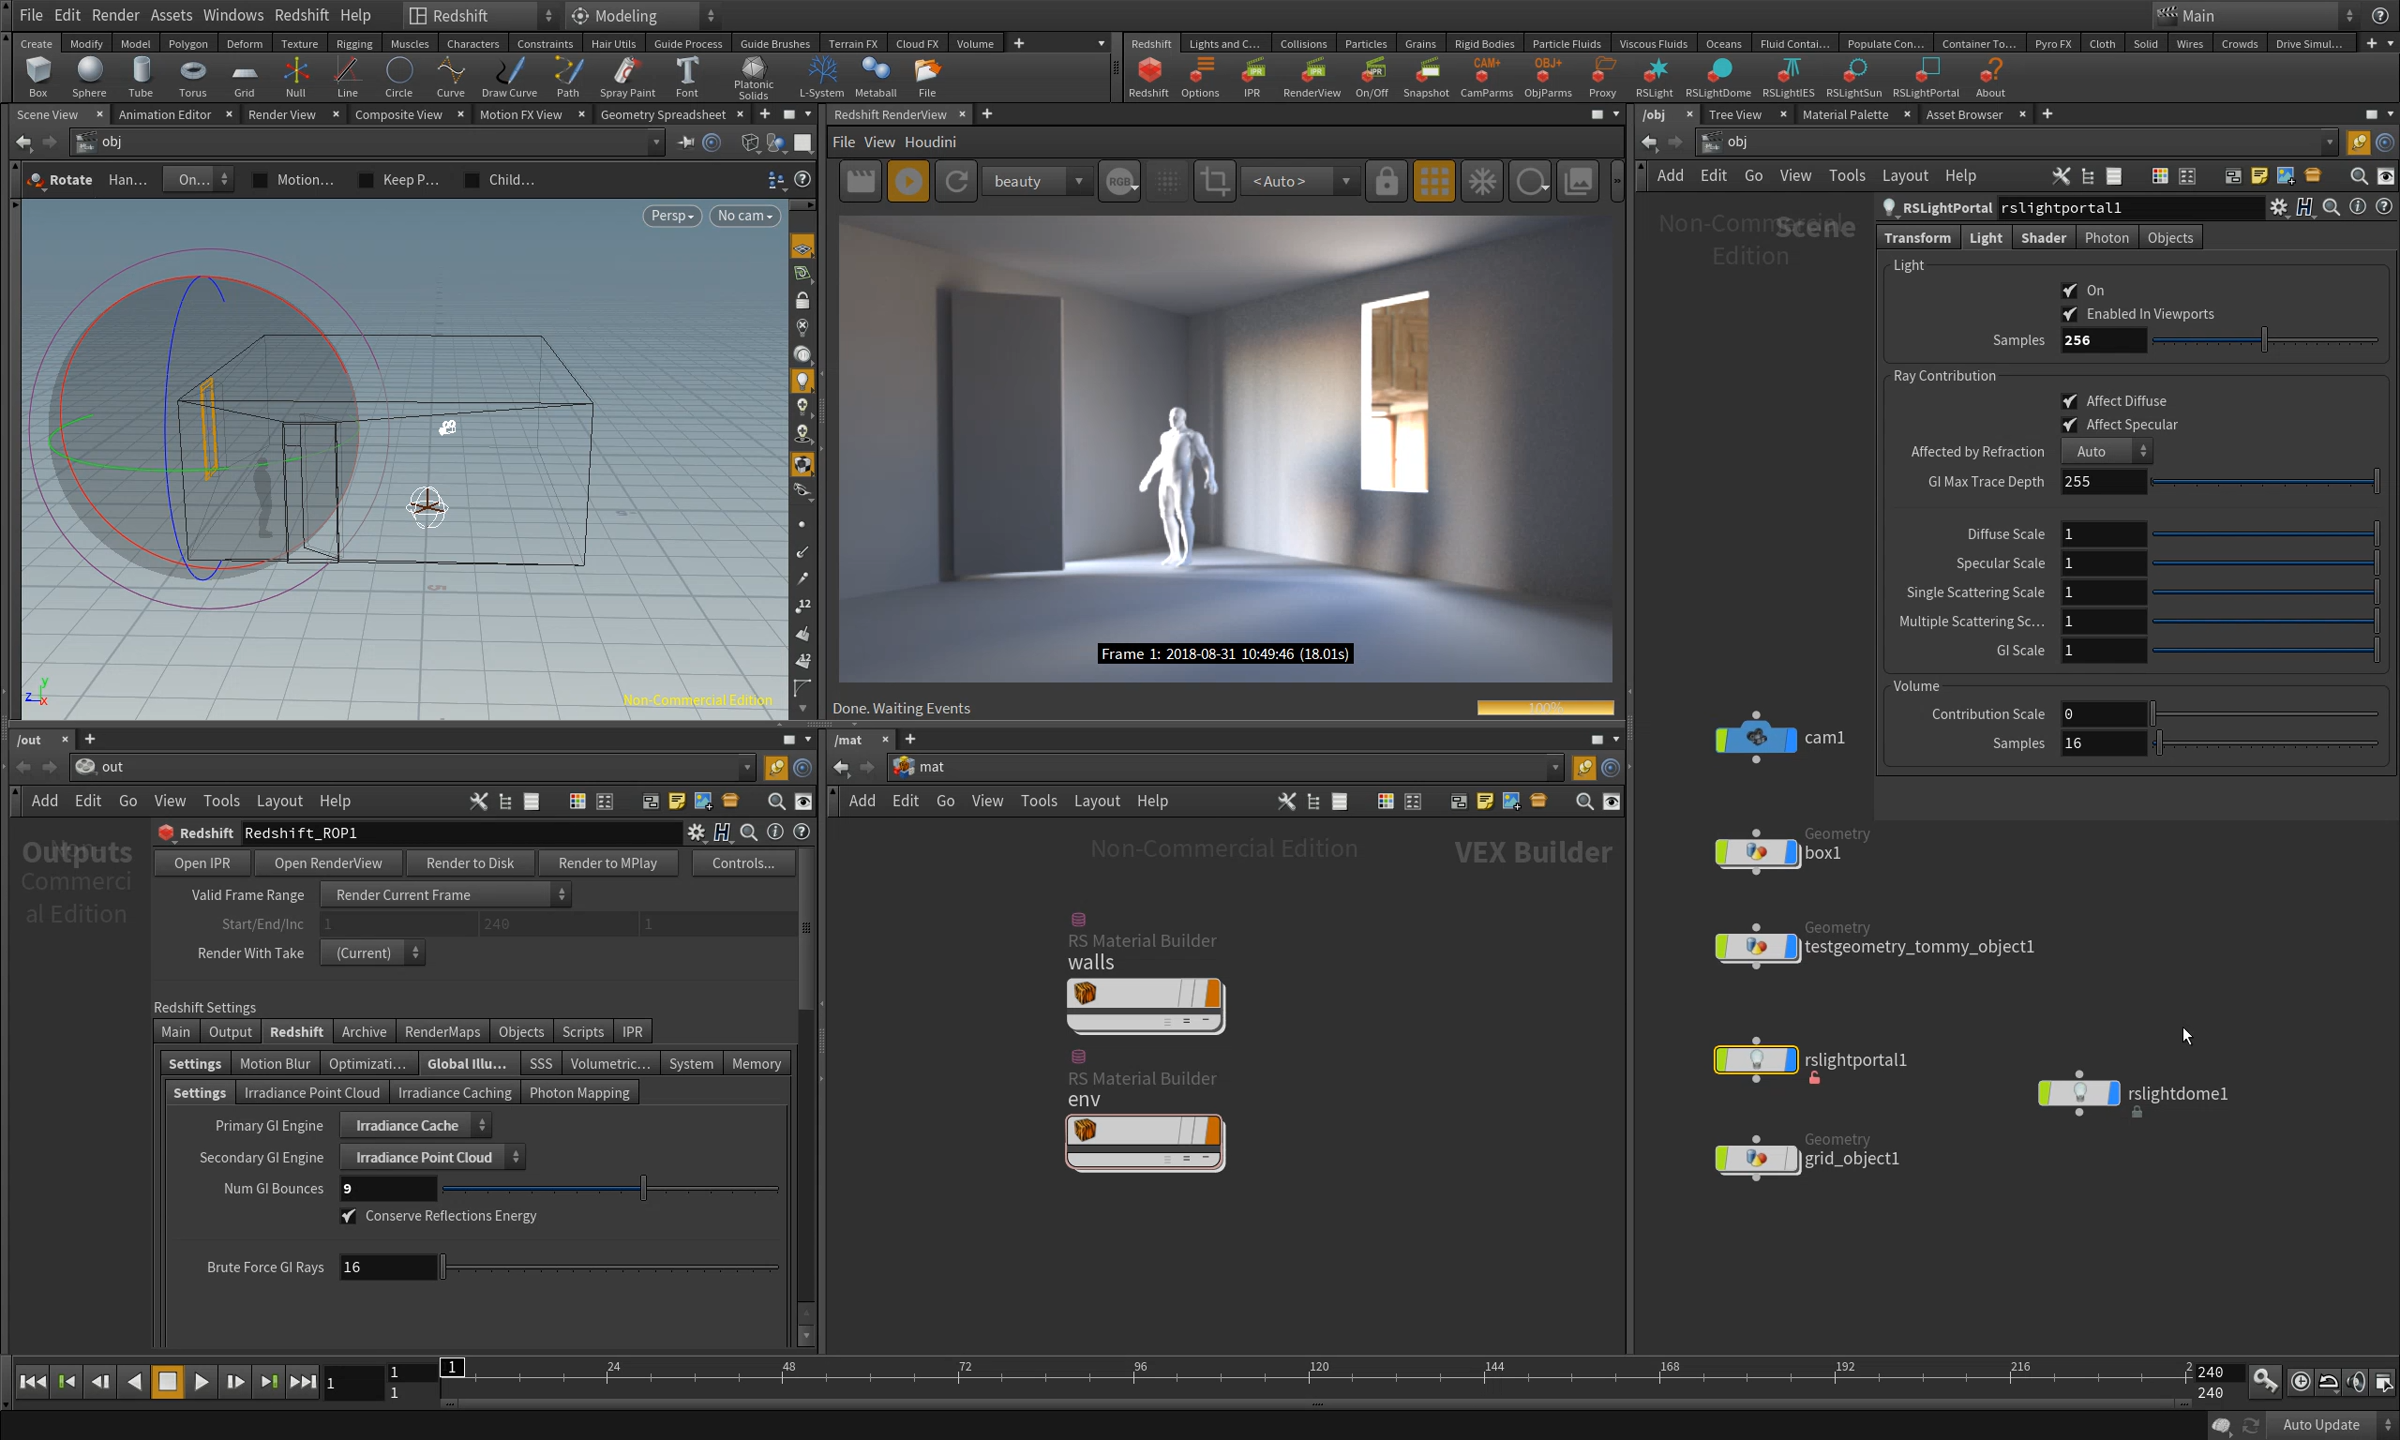 File Edit Render Assets Windows Redshift Help Redshift Modeling Main
Create Modify Model Polygon Deform Texture Rigging Muscles Characters Constraints Hair Utils Guide Process Guide Brushes Terrain FX Cloud FX Volume
Box Sphere Tube Torus Grid Null Line Circle Curve Draw Curve Path Spray Paint Font Platonic Solids L-System Metaball File
Redshift Lights and C... Collisions Particles Grains Rigid Bodies Particle Fluids Viscous Fluids Oceans Fluid Contai... Populate Con... Container To... Pyro FX Cloth Solid Wires Crowds Drive Simul...
Redshift Options IPR RenderView On/Off Snapshot CamParms ObjParms Proxy RSLight RSLightDome RSLightIES RSLightSun RSLightPortal About
Scene View Animation Editor Render View Composite View Motion FX View Geometry Spreadsheet
obj
Rotate Han... On... Motion... Keep P... Child...
Persp No cam
Non-Commercial Edition
Redshift RenderView
File View Houdini
beauty RGB <Auto>
Frame 1: 2018-08-31 10:49:46 (18.01s)
Done. Waiting Events 100%
/obj Tree View Material Palette Asset Browser
obj
Add Edit Go View Tools Layout Help
Non-Commercial Edition
Scene
RSLightPortal rslightportal1
Transform Light Shader Photon Objects
Light
On
Enabled In Viewports
Samples 256
Ray Contribution
Affect Diffuse
Affect Specular
Affected by Refraction Auto
GI Max Trace Depth 255
Diffuse Scale 1
Specular Scale 1
Single Scattering Scale 1
Multiple Scattering Sc... 1
GI Scale 1
Volume
Contribution Scale 0
Samples 16
cam1
Geometry
box1
Geometry
testgeometry_tommy_object1
rslightportal1
rslightdome1
Geometry
grid_object1
/out
out
Add Edit Go View Tools Layout Help
Outputs
Commerci
al Edition
Redshift Redshift_ROP1
Open IPR Open RenderView Render to Disk Render to MPlay Controls...
Valid Frame Range Render Current Frame
Start/End/Inc 1 240 1
Render With Take (Current)
Redshift Settings
Main Output Redshift Archive RenderMaps Objects Scripts IPR
Settings Motion Blur Optimizati... Global Illu... SSS Volumetric... System Memory
Settings Irradiance Point Cloud Irradiance Caching Photon Mapping
Primary GI Engine Irradiance Cache
Secondary GI Engine Irradiance Point Cloud
Num GI Bounces 9
Conserve Reflections Energy
Brute Force GI Rays 16
/mat
mat
Add Edit Go View Tools Layout Help
Non-Commercial Edition VEX Builder
RS Material Builder
walls
RS Material Builder
env
1 1 1 1 24 48 72 96 120 144 168 192 216 2 240 240
Auto Update